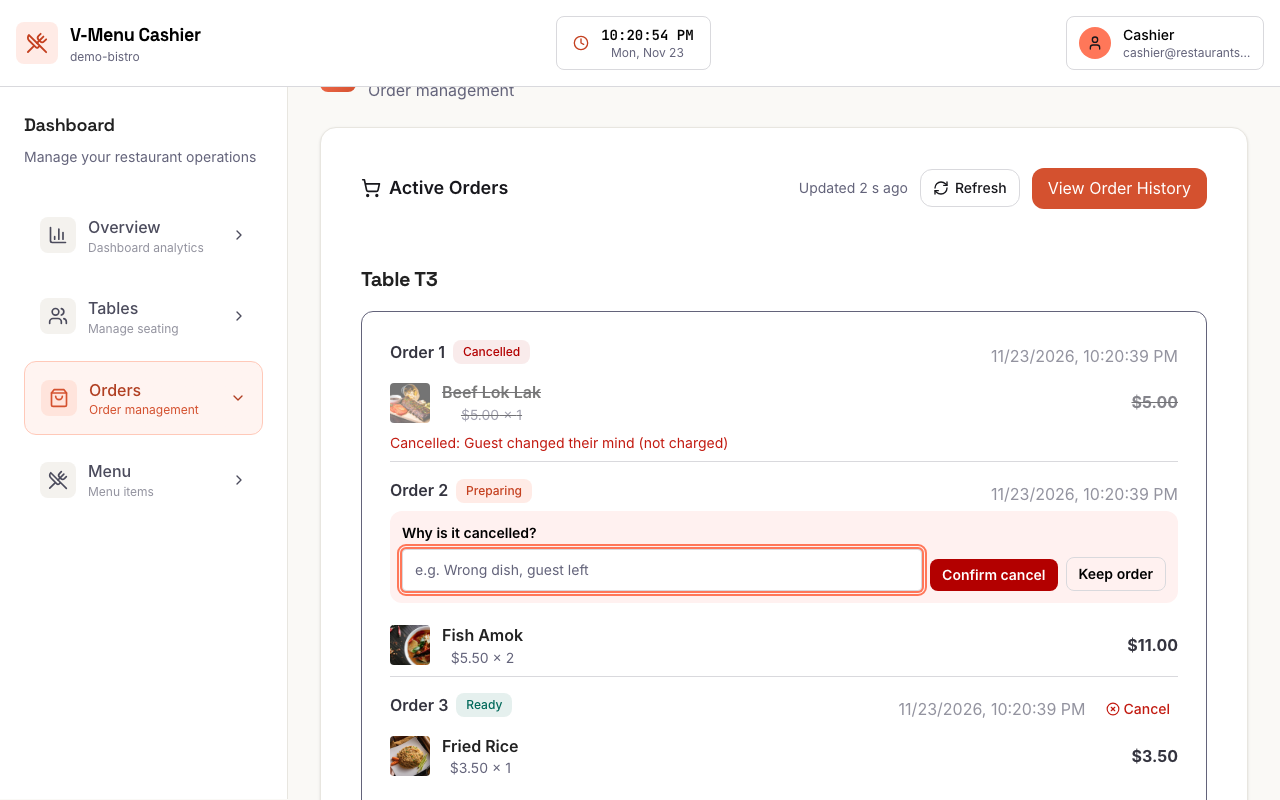 V-Menu Cashier
demo-bistro
10:20:54 PM
Mon, Nov 23
Cashier
cashier@restaurants...
Dashboard
Manage your restaurant operations
Overview
Dashboard analytics
Tables
Manage seating
Orders
Order management
Menu
Menu items
Order management
Active Orders
Updated 2 s ago
Refresh
View Order History
Table T3
Order 1 Cancelled 11/23/2026, 10:20:39 PM
Beef Lok Lak
$5.00 × 1
$5.00
Cancelled: Guest changed their mind (not charged)
Order 2 Preparing 11/23/2026, 10:20:39 PM
Why is it cancelled?
e.g. Wrong dish, guest left
Confirm cancel
Keep order
Fish Amok
$5.50 × 2
$11.00
Order 3 Ready 11/23/2026, 10:20:39 PM Cancel
Fried Rice
$3.50 × 1
$3.50